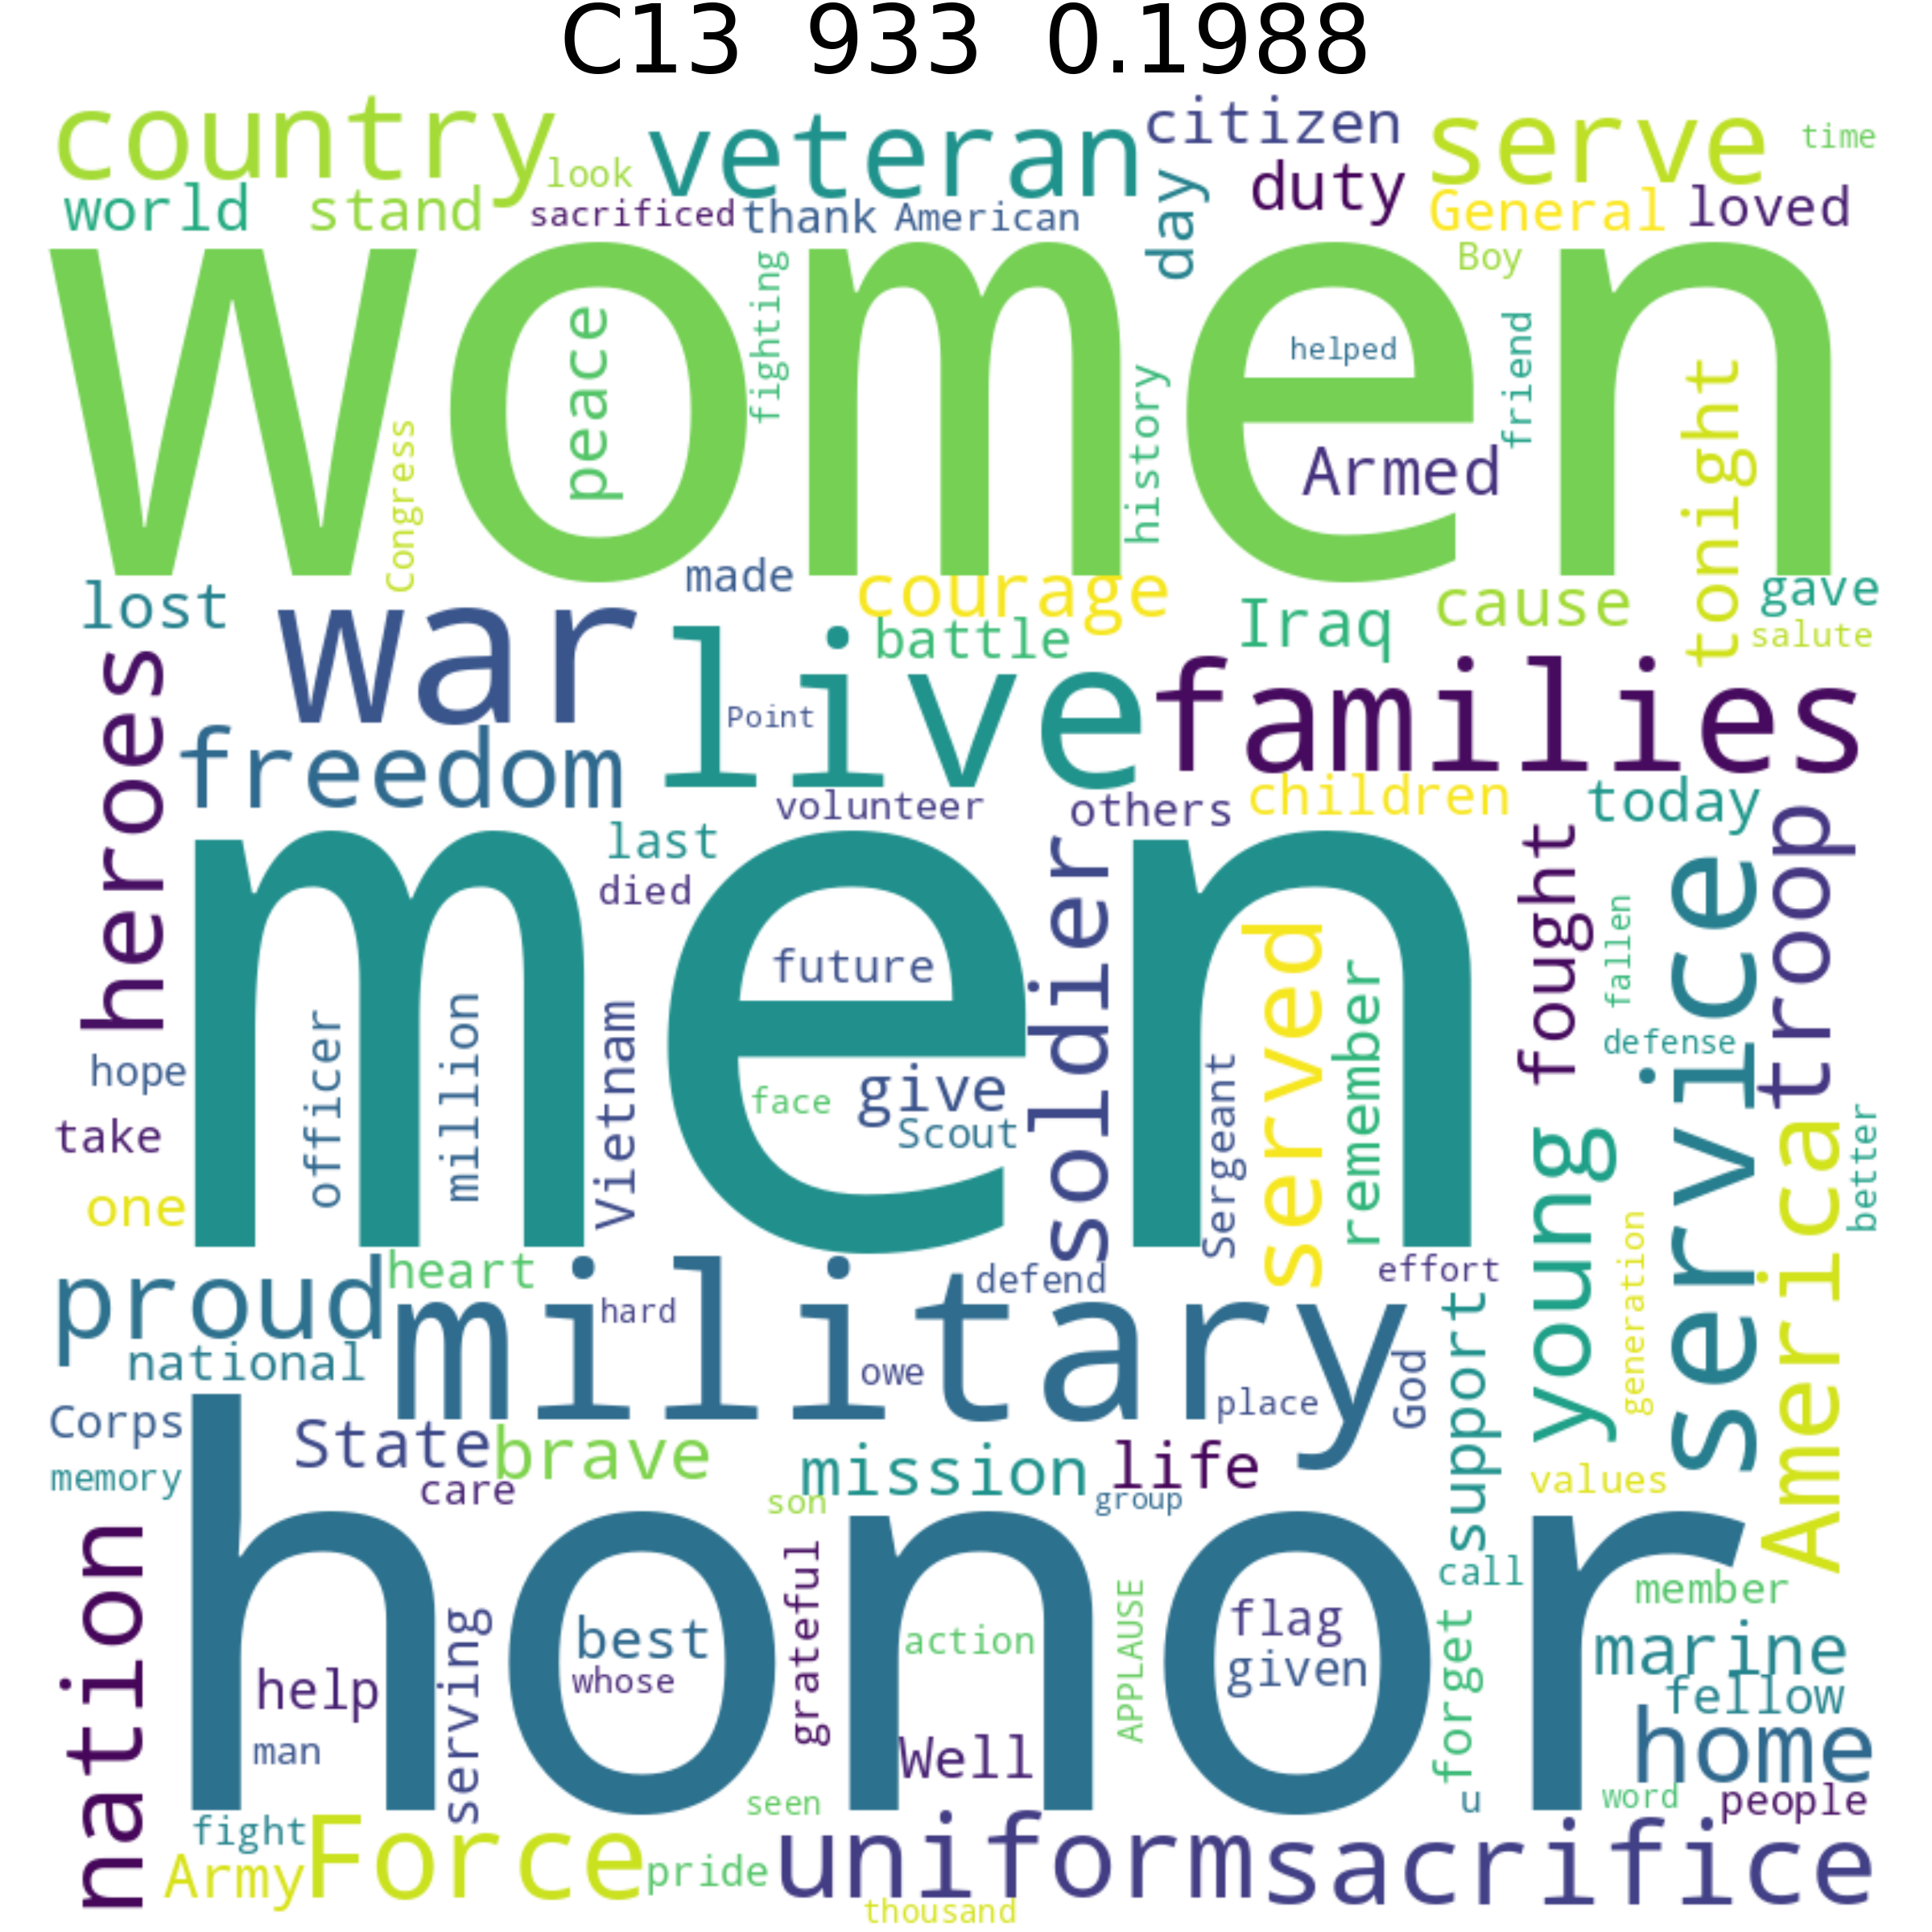 C13 933 0.1988
country
look
veteran
citizen
serve
time
world
stand
sacrificed
thank
American
day
duty
General
loved
women
Boy
peace
fighting
helped
friend
Congress
history
Armed
tonight
lost
made
courage
Iraq
cause
gave
salute
war
battle
live
Point
families
heroes
freedom
volunteer
others
children
today
last
died
men
future
soldier
served
remember
fought
fallen
service
troop
defense
hope
officer
million
Vietnam
face
give
Scout
Sergeant
take
one
young
America
better
generation
proud
heart
military
hard
defend
effort
national
owe
place
God
support
Corps
State
brave
mission
life
values
memory
care
son
group
honor
nation
call
member
help
serving
best
whose
grateful
action
APPLAUSE
flag
given
forget
marine
fellow
man
Well
home
seen
u
word
people
fight
Army
Force
pride
uniform
sacrifice
thousand